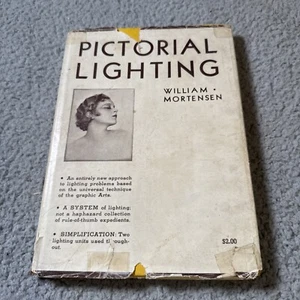 PICTORIAL
LIGHTING
WILLIAM •
MORTENSEN
• An entirely new approach
to lighting problems based
on the universal technique
of the graphic Arts.
• A SYSTEM of lighting;
not a haphazard collection
of rule-of-thumb expedients.
• SIMPLIFICATION: Two
lighting units used through-
out.
$3.00